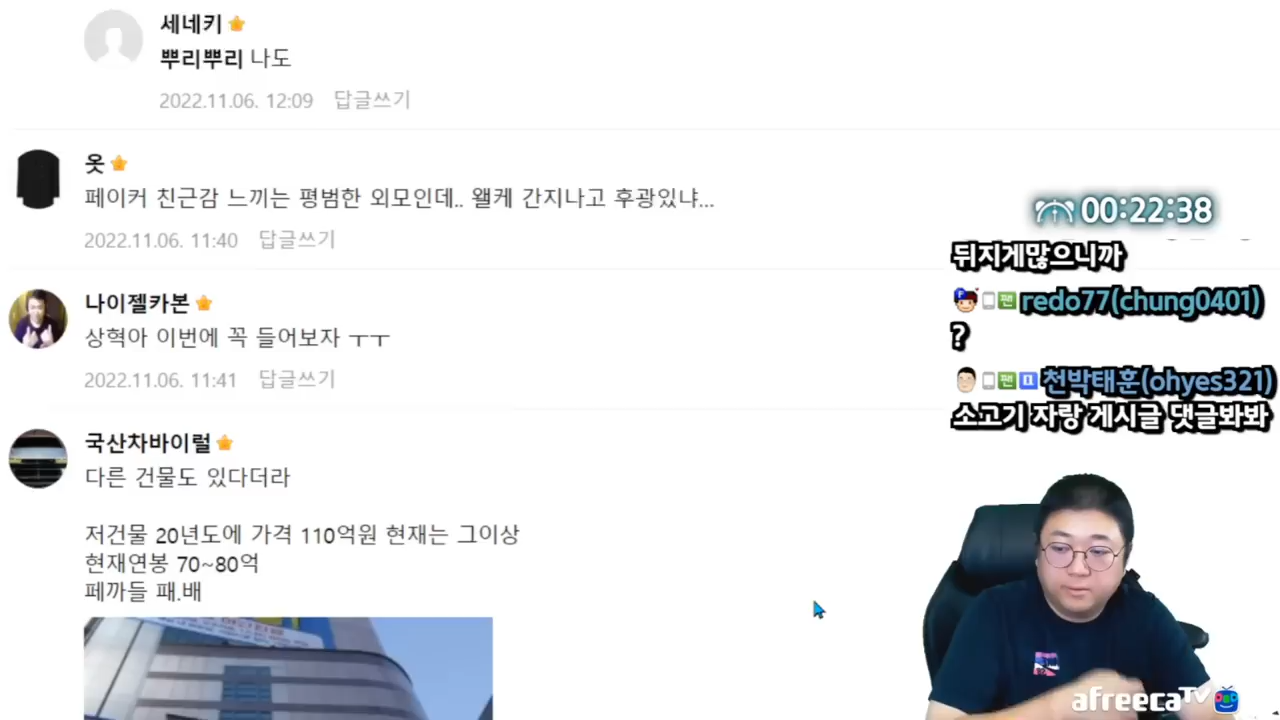 세네키
뿌리뿌리 나도
2022.11.06. 12:09 답글쓰기
옷
페이커 친근감 느끼는 평범한 외모인데.. 왤케 간지나고 후광있냐...
2022.11.06. 11:40 답글쓰기
나이젤카본
상혁아 이번에 꼭 들어보자 ㅜㅜ
2022.11.06. 11:41 답글쓰기
국산차바이럴
다른 건물도 있다더라
저건물 20년도에 가격 110억원 현재는 그이상
현재연봉 70~80억
페까들 패.배
00:22:38
뒤지게많으니까
팬 redo77(chung0401)
?
팬 천박태훈(ohyes321)
소고기 자랑 게시글 댓글봐봐
afreecaTV